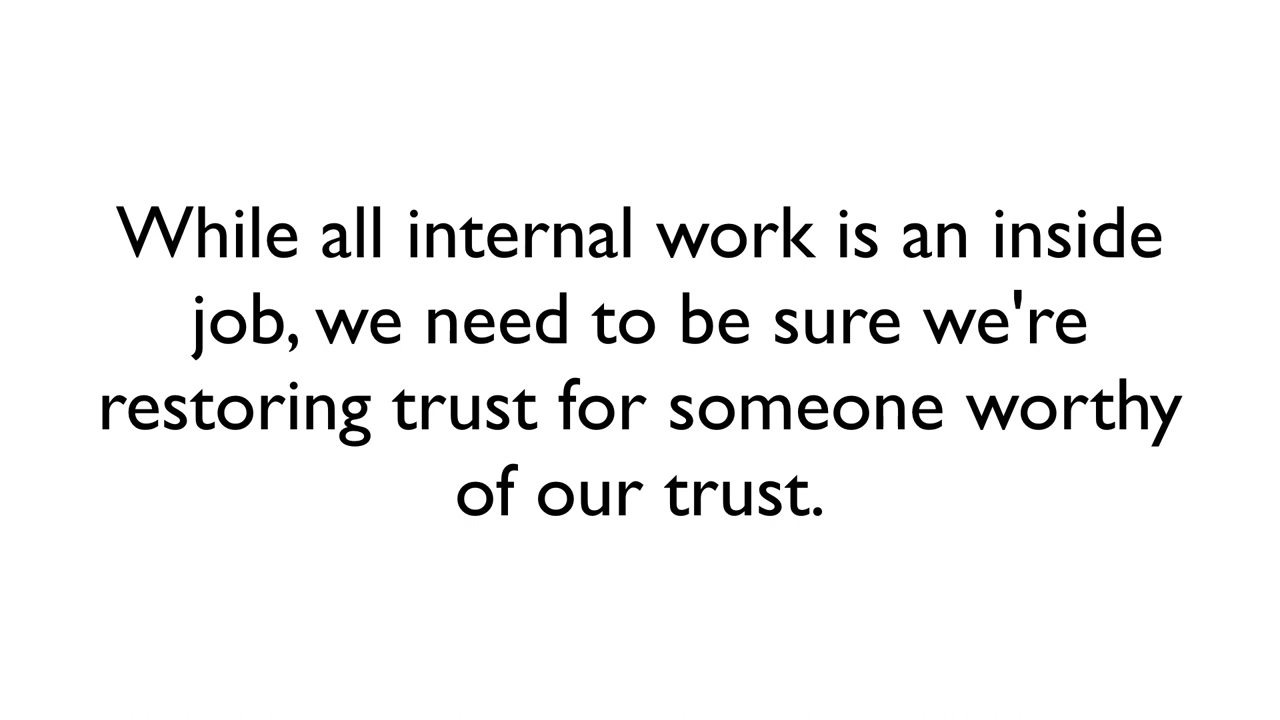 While all internal work is an inside
job, we need to be sure we're
restoring trust for someone worthy
of our trust.